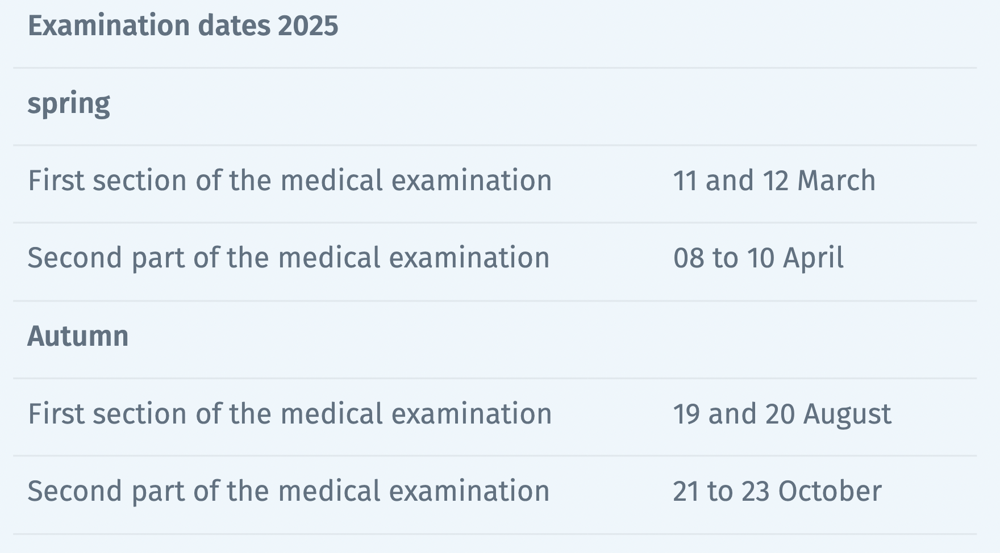 Examination dates 2025
spring
First section of the medical examination 11 and 12 March
Second part of the medical examination 08 to 10 April
Autumn
First section of the medical examination 19 and 20 August
Second part of the medical examination 21 to 23 October